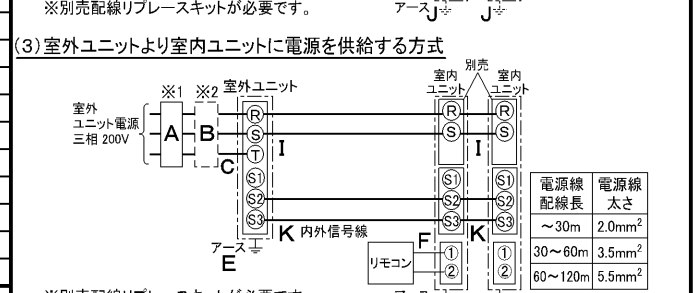 ※別売配線リプレースキットが必要です。
アース J J
(3)室外ユニットより室内ユニットに電源を供給する方式
別売
※1 ※2 室外ユニット 室内ユニット 室内ユニット
室外
ユニット電源
三相 200V
A B C
R S T S1 S2 S3
I
R S S1 S2 S3 ① ②
I
R S S1 S2 S3 ① ②
K 内外信号線
F K
アース
E
リモコン
電源線配線長 電源線太さ
～30m 2.0mm²
30～60m 3.5mm²
60～120m 5.5mm²